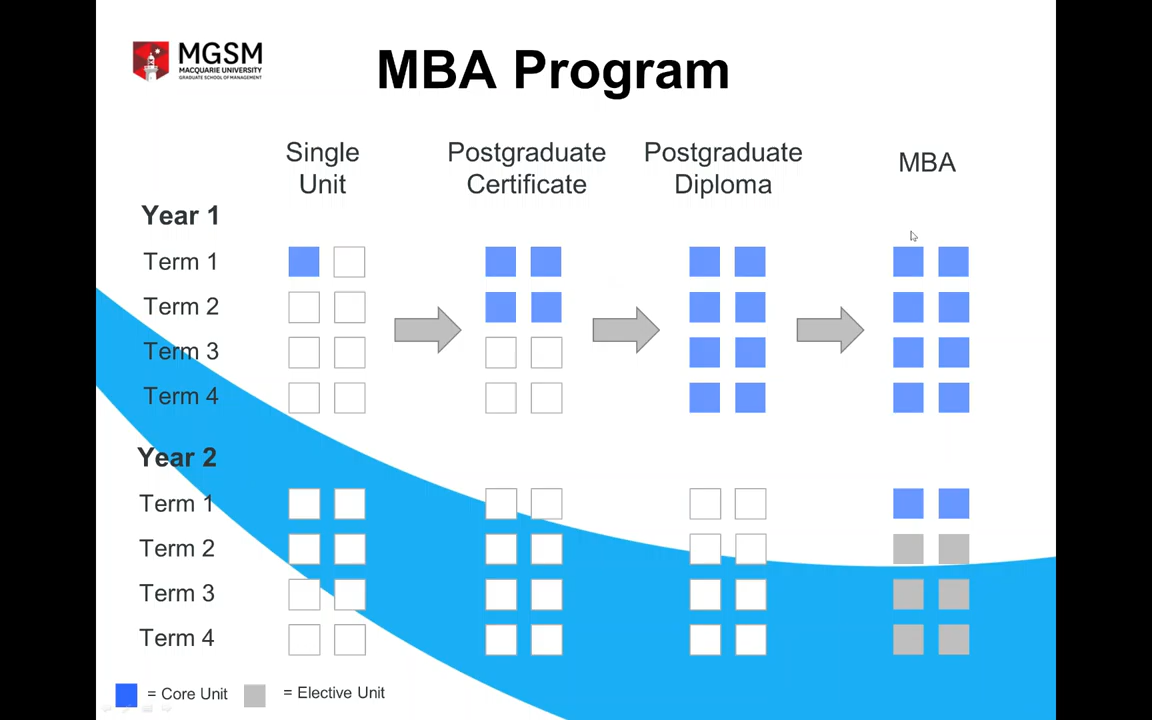 MGSM
MACQUARIE UNIVERSITY
GRADUATE SCHOOL OF MANAGEMENT
MBA Program
Single
Unit
Postgraduate
Certificate
Postgraduate
Diploma
MBA
Year 1
Term 1
Term 2
Term 3
Term 4
Year 2
Term 1
Term 2
Term 3
Term 4
= Core Unit
= Elective Unit